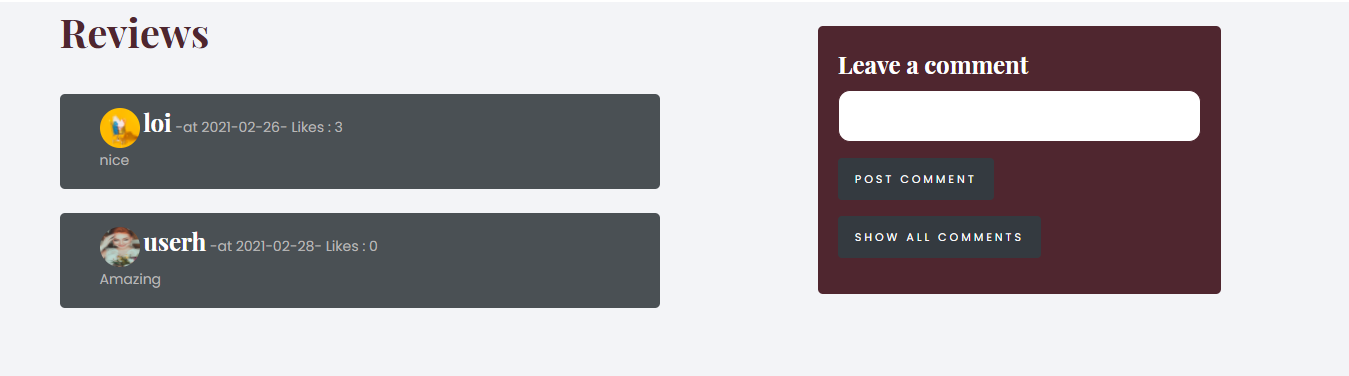 Reviews
loi -at 2021-02-26- Likes : 3
nice
userh -at 2021-02-28- Likes : 0
Amazing
Leave a comment
POST COMMENT
SHOW ALL COMMENTS